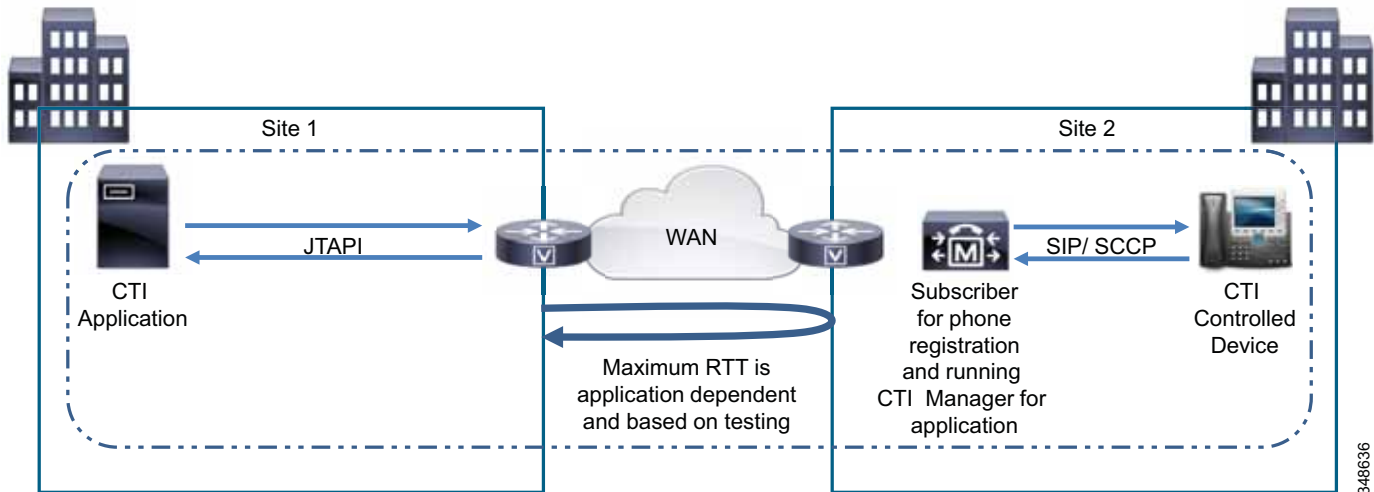 Site 1
Site 2
JTAPI
WAN
V
V
M
SIP/ SCCP
CTI
Application
Subscriber
for phone
registration
and running
CTI Manager for
application
CTI
Controlled
Device
Maximum RTT is
application dependent
and based on testing
348636